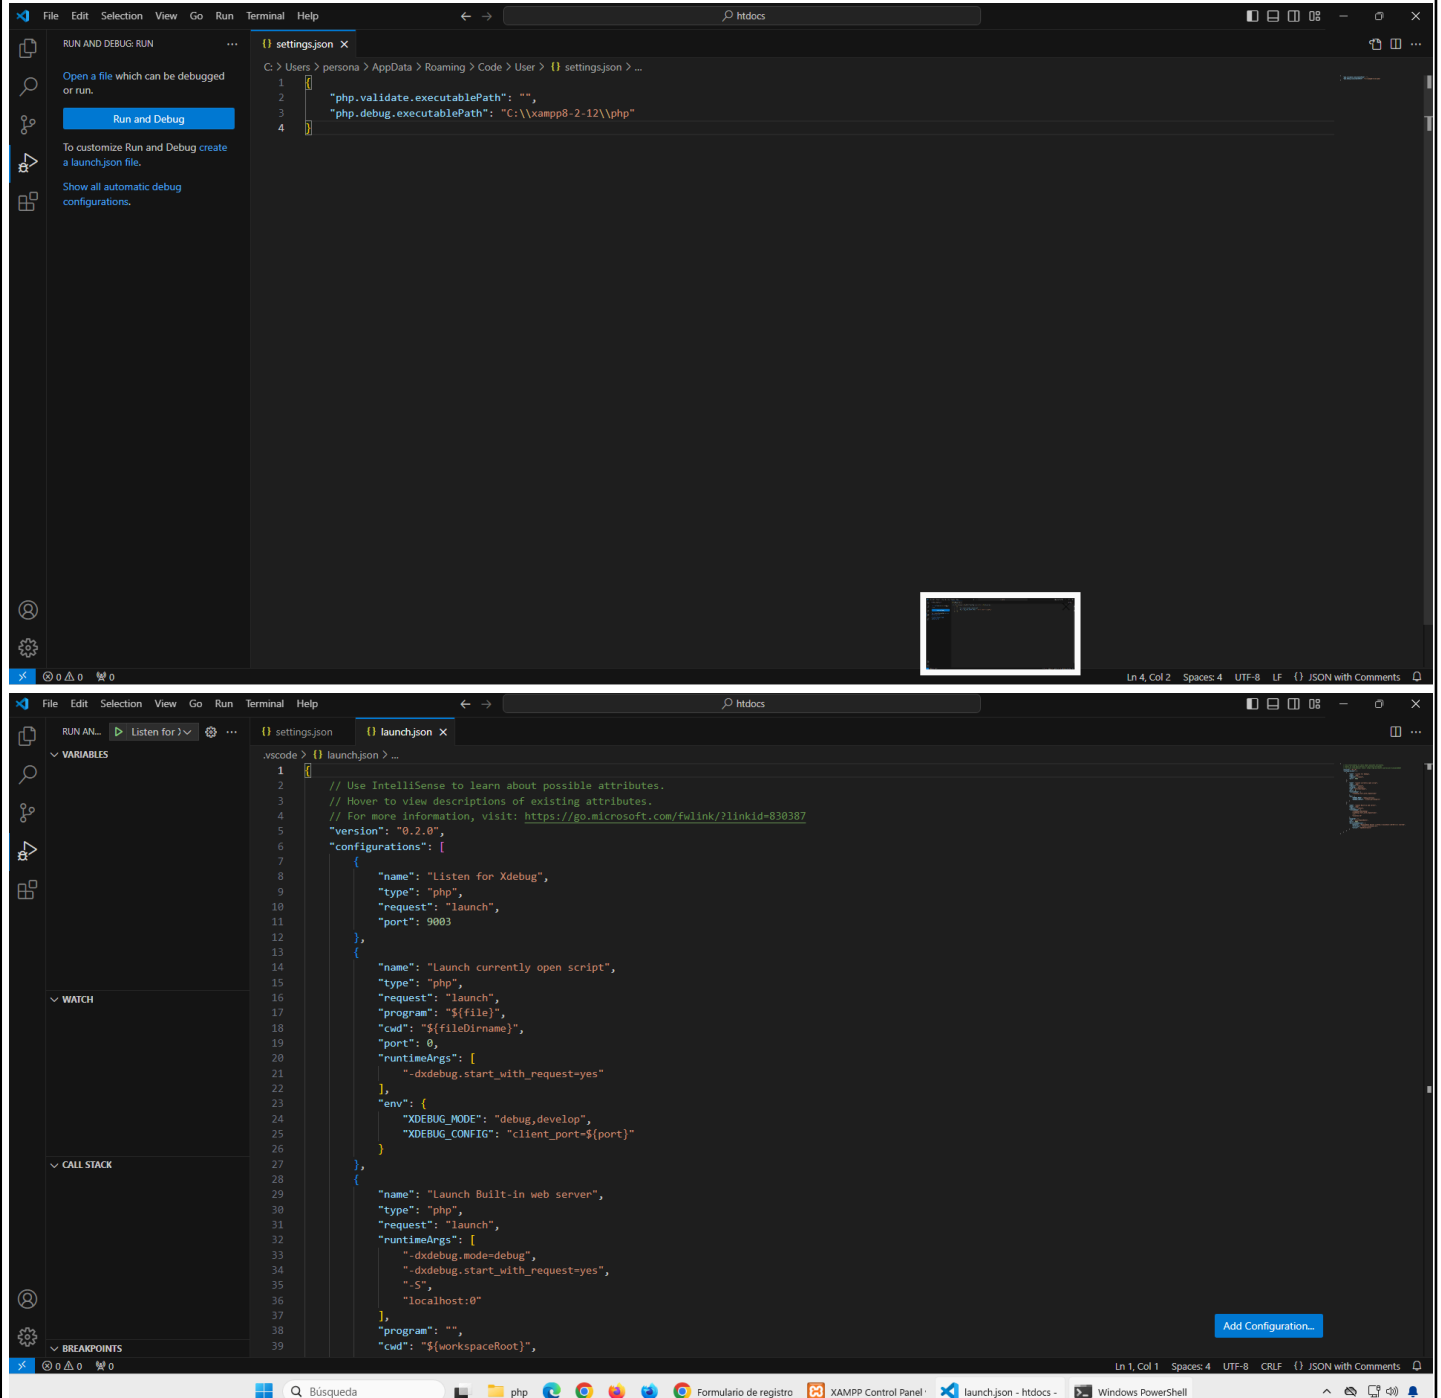 File Edit Selection View Go Run Terminal Help
htdocs
RUN AND DEBUG: RUN
Open a file which can be debugged
or run.
Run and Debug
To customize Run and Debug create
a launch.json file.
Show all automatic debug
configurations.
{} settings.json
C: > Users > persona > AppData > Roaming > Code > User > {} settings.json > ...
1 {
2 "php.validate.executablePath": "",
3 "php.debug.executablePath": "C:\\xampp8-2-12\\php"
4 }
0 0 0
Ln 4, Col 2 Spaces: 4 UTF-8 LF {} JSON with Comments
File Edit Selection View Go Run Terminal Help
htdocs
RUN AN... Listen for
VARIABLES
WATCH
CALL STACK
BREAKPOINTS
{} settings.json {} launch.json
.vscode > {} launch.json > ...
1 {
2 // Use IntelliSense to learn about possible attributes.
3 // Hover to view descriptions of existing attributes.
4 // For more information, visit: https://go.microsoft.com/fwlink/?linkid=830387
5 "version": "0.2.0",
6 "configurations": [
7 {
8 "name": "Listen for Xdebug",
9 "type": "php",
10 "request": "launch",
11 "port": 9003
12 },
13 {
14 "name": "Launch currently open script",
15 "type": "php",
16 "request": "launch",
17 "program": "${file}",
18 "cwd": "${fileDirname}",
19 "port": 0,
20 "runtimeArgs": [
21 "-dxdebug.start_with_request=yes"
22 ],
23 "env": {
24 "XDEBUG_MODE": "debug,develop",
25 "XDEBUG_CONFIG": "client_port=${port}"
26 }
27 },
28 {
29 "name": "Launch Built-in web server",
30 "type": "php",
31 "request": "launch",
32 "runtimeArgs": [
33 "-dxdebug.mode=debug",
34 "-dxdebug.start_with_request=yes",
35 "-S",
36 "localhost:0"
37 ],
38 "program": "",
39 "cwd": "${workspaceRoot}",
Add Configuration...
0 0 0
Ln 1, Col 1 Spaces: 4 UTF-8 CRLF {} JSON with Comments
Búsqueda php Formulario de registro XAMPP Control Panel launch.json - htdocs - Windows PowerShell